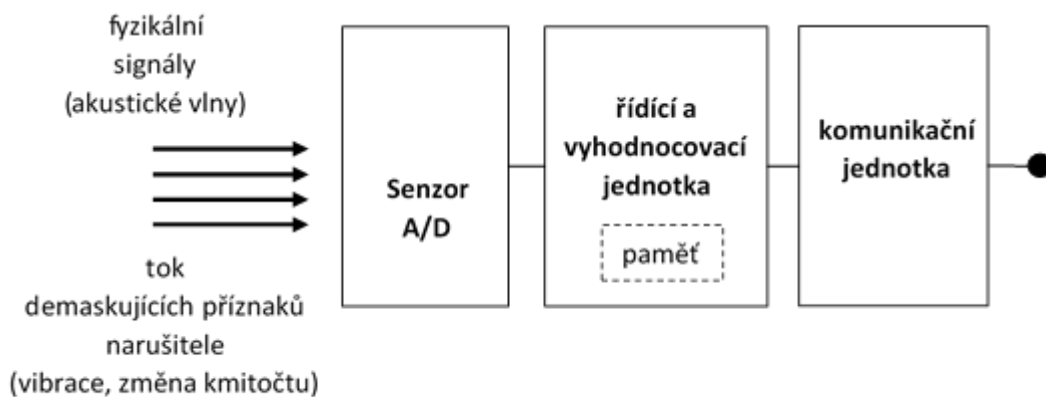 fyzikální
signály
(akustické vlny)
tok
demaskujících příznaků
narušitele
(vibrace, změna kmitočtu)
Senzor
A/D
řídící a
vyhodnocovací
jednotka
paměť
komunikační
jednotka